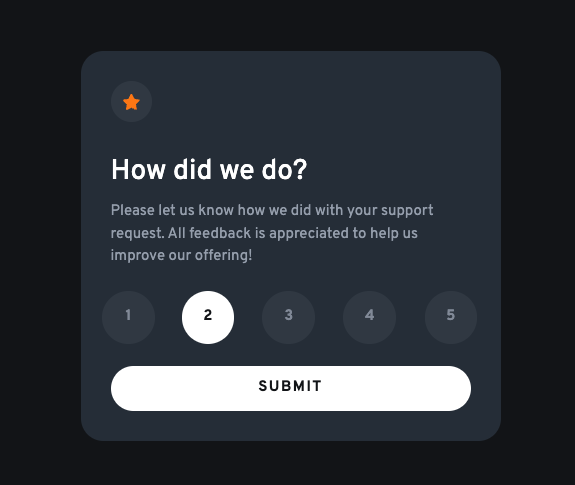 How did we do?
Please let us know how we did with your support
request. All feedback is appreciated to help us
improve our offering!
1 2 3 4 5
SUBMIT